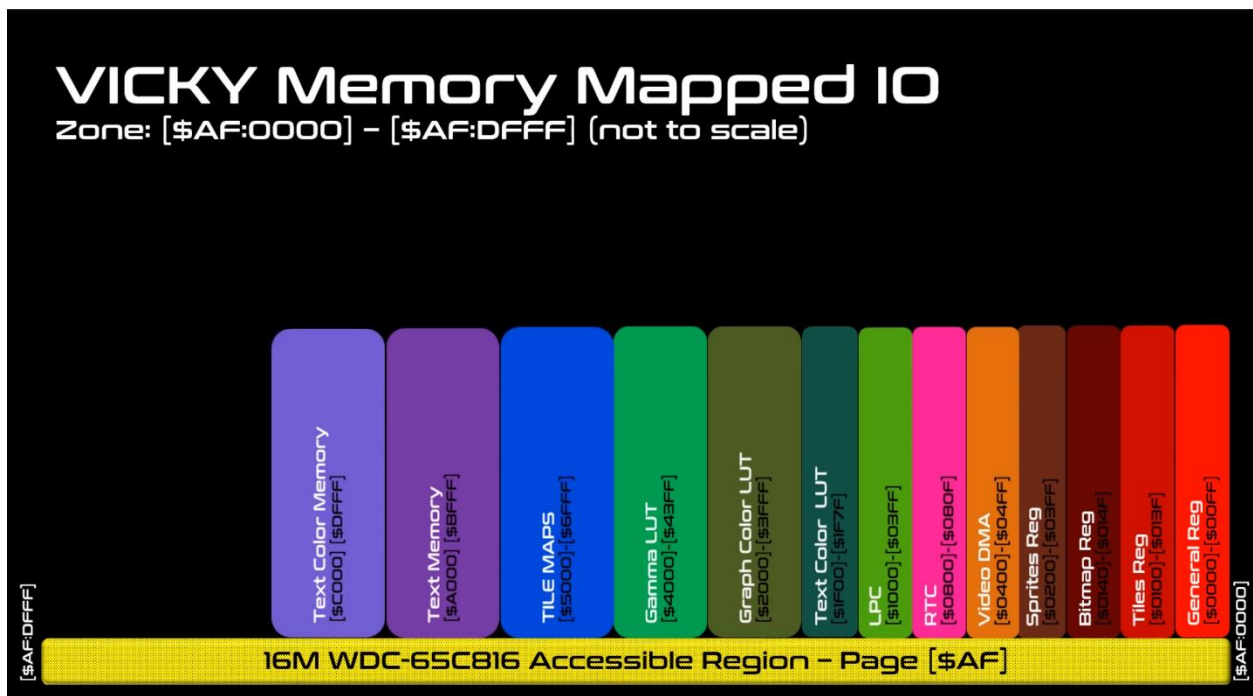 VICKY Memory Mapped IO
Zone: [$AF:0000] – [$AF:DFFF] (not to scale)
Text Color Memory
[$C000] [$DFFF]
Text Memory
[$A000] [$BFFF]
TILE MAPS
[$5000]-[$6FFF]
Gamma LUT
[$4000]-[$43FF]
Graph Color LUT
[$2000]-[$3FFF]
Text Color LUT
[$1F00]-[$1F7F]
LPC
[$1000]-[$03FF]
RTC
[$0800]-[$080F]
Video DMA
[$0400]-[$04FF]
Sprites Reg
[$0200]-[$03FF]
Bitmap Reg
[$0140]-[$014F]
Tiles Reg
[$0100]-[$013F]
General Reg
[$0000]-[$00FF]
[$AF:DFFF]
[$AF:0000]
16M WDC-65C816 Accessible Region – Page [$AF]